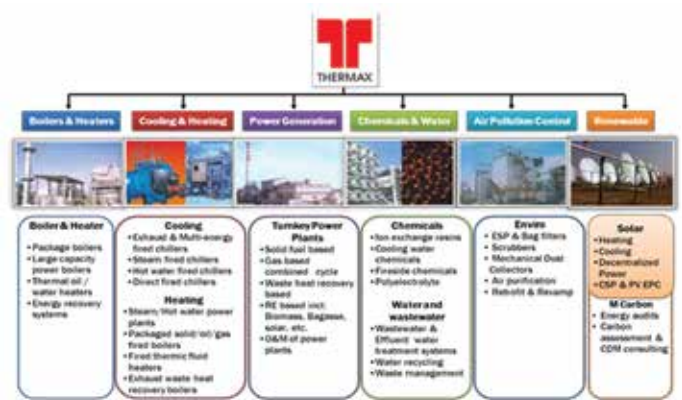 THERMAX
Boilers & Heaters
Cooling & Heating
Power Generation
Chemicals & Water
Air Pollution Control
Renewable
Boiler & Heater
• Package boilers
• Large capacity
power boilers
• Thermal oil /
water heaters
• Energy recovery
systems
Cooling
• Exhaust & Multi-energy
fired chillers
• Steam fired chillers
• Hot water fired chillers
• Direct fired chillers
Heating
• Steam/Hot water power
plants
• Packaged solid/oil/gas
fired boilers
• Fired thermic fluid
heaters
• Exhaust waste heat
recovery boilers
Turnkey Power
Plants
• Solid fuel based
• Gas based
combined cycle
• Waste heat recovery
based
• RE based incl:
Biomass, Bagasse,
solar, etc.
• O&M of power
plants
Chemicals
• Ion exchange resins
• Cooling water
chemicals
• Fireside chemicals
• Polyelectrolyte
Water and
wastewater
• Wastewater &
Effluent water
treatment systems
• Water recycling
• Waste management
Enviro
• ESP & Bag filters
• Scrubbers
• Mechanical Dust
Collectors
• Air purification
• Retrofit & Revamp
Solar
• Heating
• Cooling
• Decentralized
Power
• CSP & PV EPC
M Carbon
• Energy audits
• Carbon
assessment &
CDM consulting